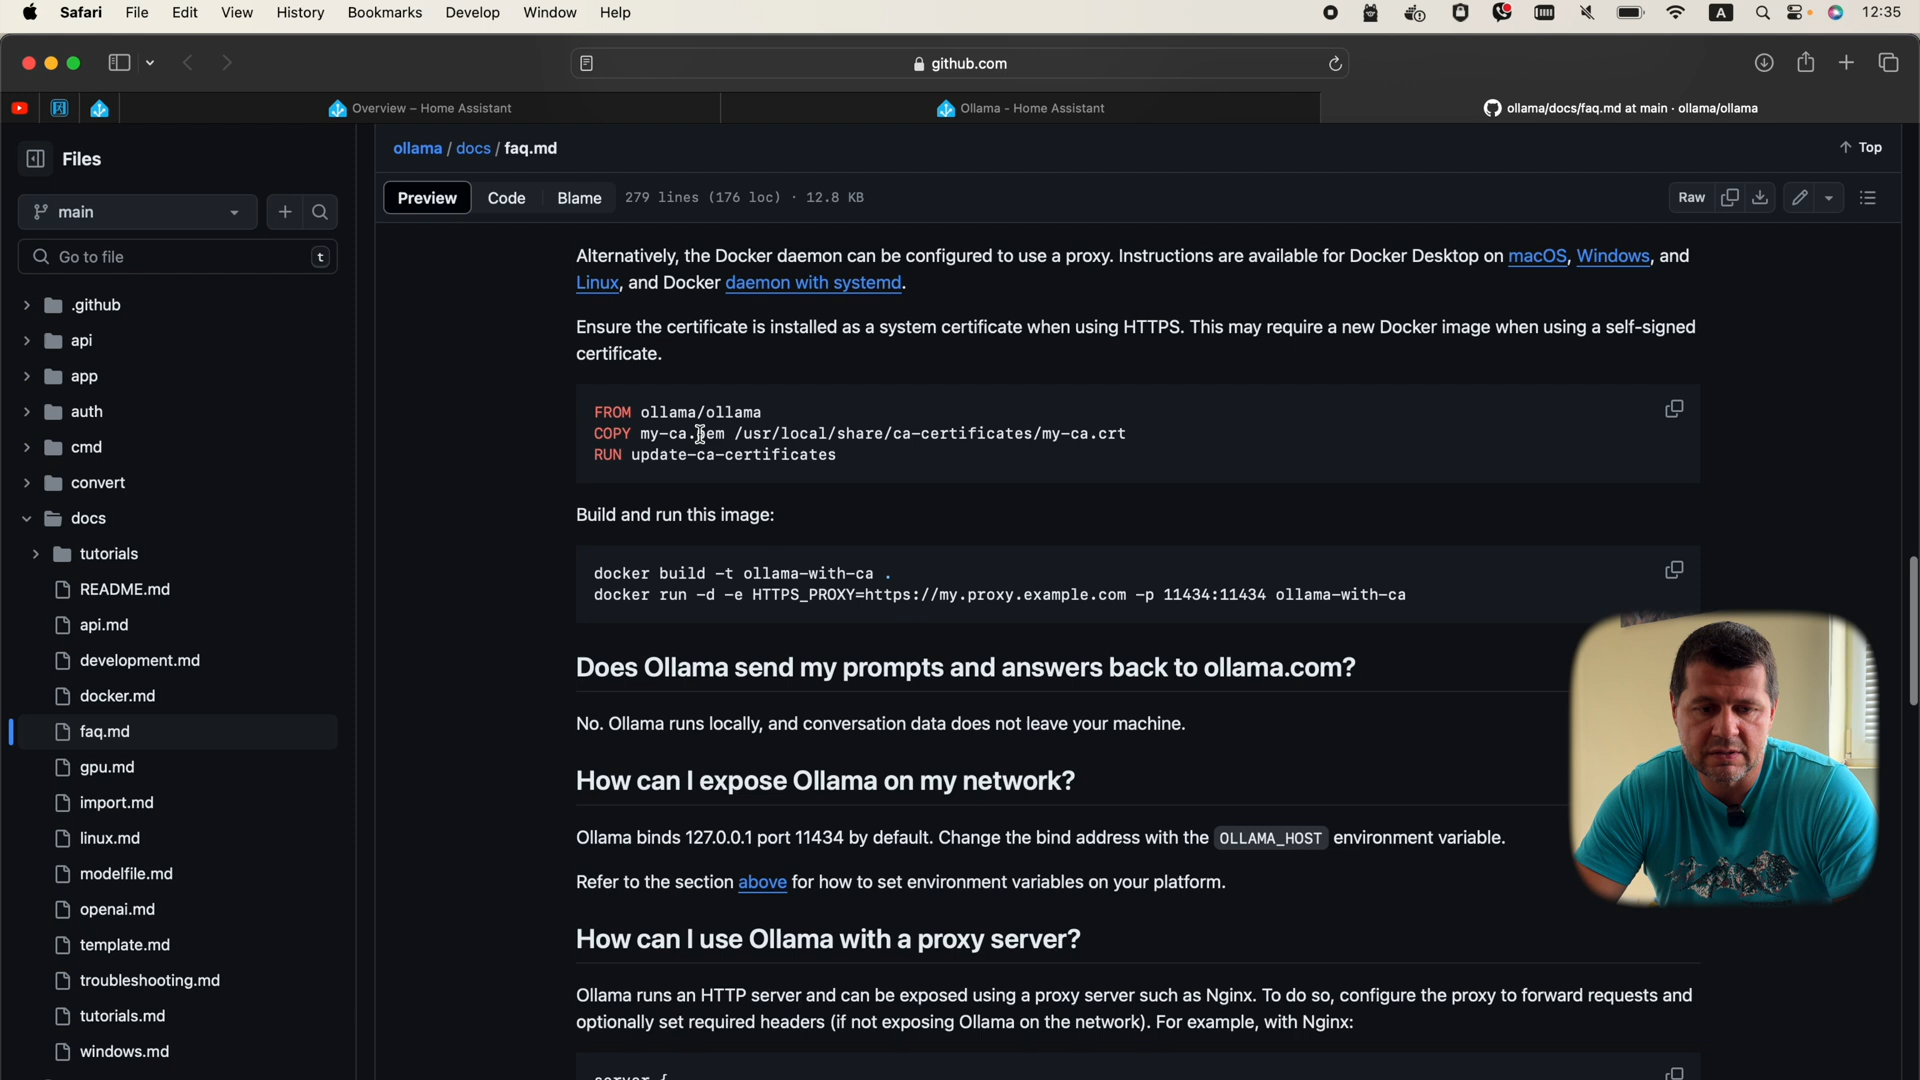 Safari File Edit View History Bookmarks Develop Window Help A 12:35
github.com
Overview – Home Assistant
Ollama - Home Assistant
ollama/docs/faq.md at main · ollama/ollama
Files
main
Go to file t
.github
api
app
auth
cmd
convert
docs
tutorials
README.md
api.md
development.md
docker.md
faq.md
gpu.md
import.md
linux.md
modelfile.md
openai.md
template.md
troubleshooting.md
tutorials.md
windows.md
ollama / docs / faq.md
Top
Preview Code Blame 279 lines (176 loc) · 12.8 KB
Raw
Alternatively, the Docker daemon can be configured to use a proxy. Instructions are available for Docker Desktop on macOS, Windows, and
Linux, and Docker daemon with systemd.
Ensure the certificate is installed as a system certificate when using HTTPS. This may require a new Docker image when using a self-signed
certificate.
FROM ollama/ollama
COPY my-ca.pem /usr/local/share/ca-certificates/my-ca.crt
RUN update-ca-certificates
Build and run this image:
docker build -t ollama-with-ca .
docker run -d -e HTTPS_PROXY=https://my.proxy.example.com -p 11434:11434 ollama-with-ca
Does Ollama send my prompts and answers back to ollama.com?
No. Ollama runs locally, and conversation data does not leave your machine.
How can I expose Ollama on my network?
Ollama binds 127.0.0.1 port 11434 by default. Change the bind address with the OLLAMA_HOST environment variable.
Refer to the section above for how to set environment variables on your platform.
How can I use Ollama with a proxy server?
Ollama runs an HTTP server and can be exposed using a proxy server such as Nginx. To do so, configure the proxy to forward requests and
optionally set required headers (if not exposing Ollama on the network). For example, with Nginx:
server {